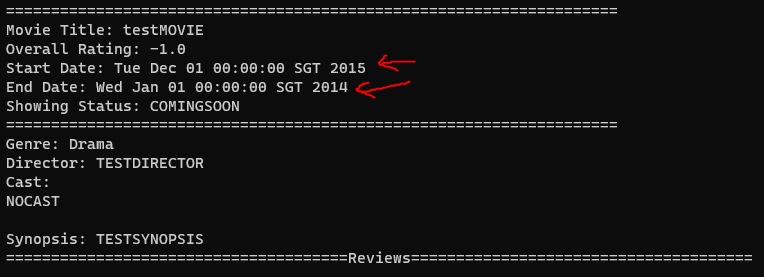 ====================================================================
Movie Title: testMOVIE
Overall Rating: -1.0
Start Date: Tue Dec 01 00:00:00 SGT 2015
End Date: Wed Jan 01 00:00:00 SGT 2014
Showing Status: COMINGSOON
====================================================================
Genre: Drama
Director: TESTDIRECTOR
Cast:
NOCAST
Synopsis: TESTSYNOPSIS
======================================Reviews======================================